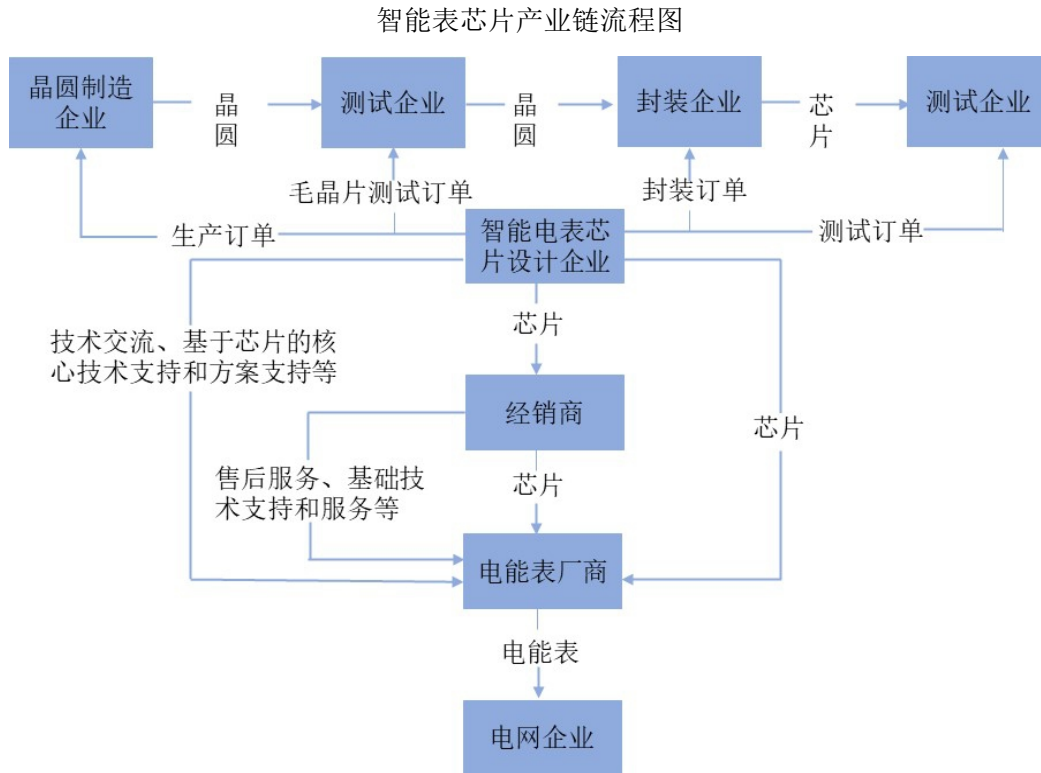 智能表芯片产业链流程图
晶圆制造
企业
晶
圆
测试企业
晶
圆
封装企业
芯
片
测试企业
毛晶片测试订单
封装订单
生产订单
智能电表芯
片设计企业
测试订单
芯片
技术交流、基于芯片的核
心技术支持和方案支持等
经销商
芯片
售后服务、基础技
术支持和服务等
芯片
电能表厂商
电能表
电网企业